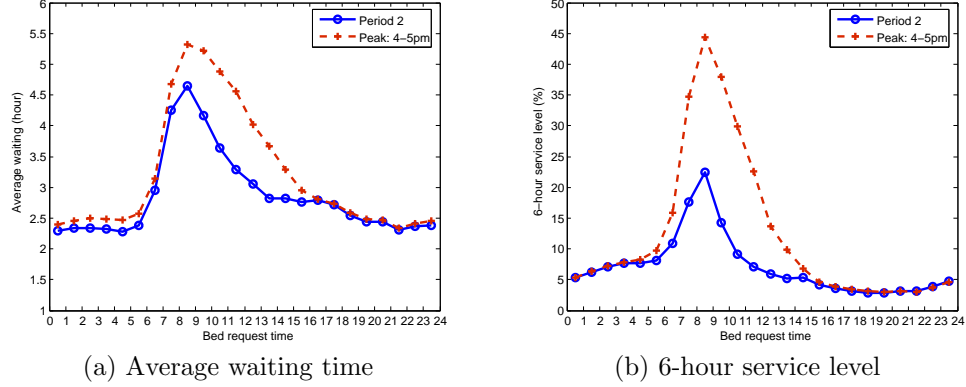 6
5.5
5
4.5
4
3.5
3
2.5
2
1.5
1
Average waiting (hour)
Period 2
Peak: 4−5pm
0 1 2 3 4 5 6 7 8 9 10 11 12 13 14 15 16 17 18 19 20 21 22 23 24
Bed request time
(a) Average waiting time
50
45
40
35
30
25
20
15
10
5
0
6−hour service level (%)
Period 2
Peak: 4−5pm
0 1 2 3 4 5 6 7 8 9 10 11 12 13 14 15 16 17 18 19 20 21 22 23 24
Bed request time
(b) 6-hour service level